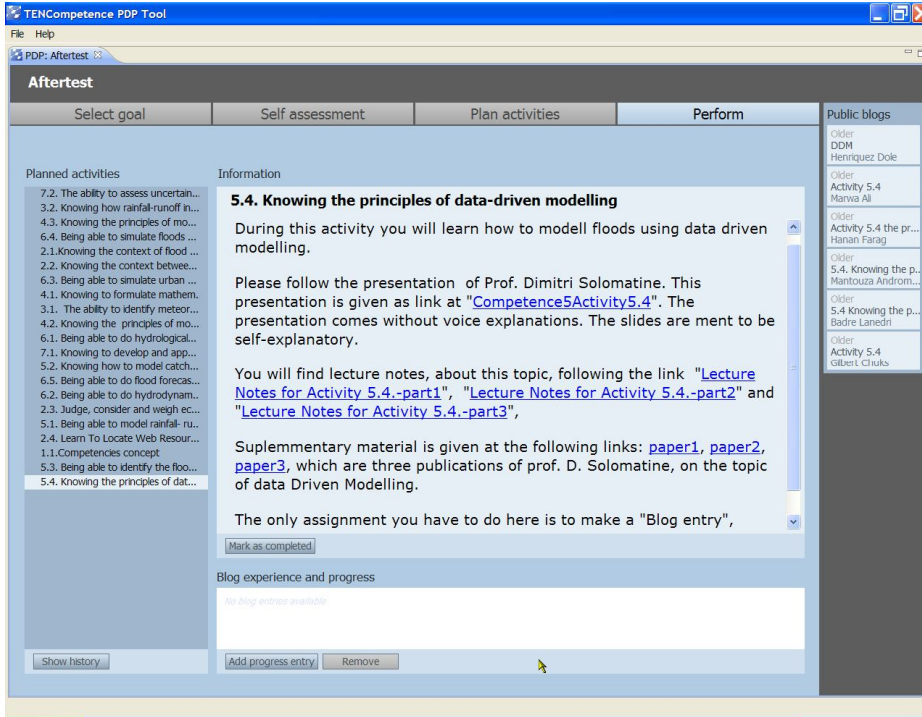 TENCompetence PDP Tool
File Help
PDP: Aftertest
Aftertest
Select goal
Self assessment
Plan activities
Perform
Planned activities
7.2. The ability to assess uncertain...
3.2. Knowing how rainfall-runoff in...
4.3. Knowing the principles of mo...
6.4. Being able to simulate floods ...
2.1.Knowing the context of flood ...
2.2. Knowing the context betwee...
6.3. Being able to simulate urban ...
4.1. Knowing to formulate mathem.
3.1. The ability to identify meteor...
4.2. Knowing the principles of mo...
6.1. Being able to do hydrological...
7.1. Knowing to develop and app...
5.2. Knowing how to model catch...
6.5. Being able to do flood forecas...
6.2. Being able to do hydrodynam...
2.3. Judge, consider and weigh ec...
5.1. Being able to model rainfall- ru..
2.4. Learn To Locate Web Resour...
1.1.Competencies concept
5.3. Being able to identify the floo...
5.4. Knowing the principles of dat...
Show history
Information
5.4. Knowing the principles of data-driven modelling
During this activity you will learn how to modell floods using data driven
modelling.
Please follow the presentation of Prof. Dimitri Solomatine. This
presentation is given as link at "Competence5Activity5.4". The
presentation comes without voice explanations. The slides are ment to be
self-explanatory.
You will find lecture notes, about this topic, following the link "Lecture
Notes for Activity 5.4.-part1", "Lecture Notes for Activity 5.4.-part2" and
"Lecture Notes for Activity 5.4.-part3",
Suplemmentary material is given at the following links: paper1, paper2,
paper3, which are three publications of prof. D. Solomatine, on the topic
of data Driven Modelling.
The only assignment you have to do here is to make a "Blog entry",
Mark as completed
Blog experience and progress
No blog entries available
Add progress entry
Remove
Public blogs
Older
DDM
Henriquez Dole
Older
Activity 5.4
Marwa Ali
Older
Activity 5.4 the pr...
Hanan Farag
Older
5.4. Knowing the p..
Mantouza Androm...
Older
5.4 Knowing the p...
Badre Lanedri
Older
Activity 5.4
Gilbert Chuks